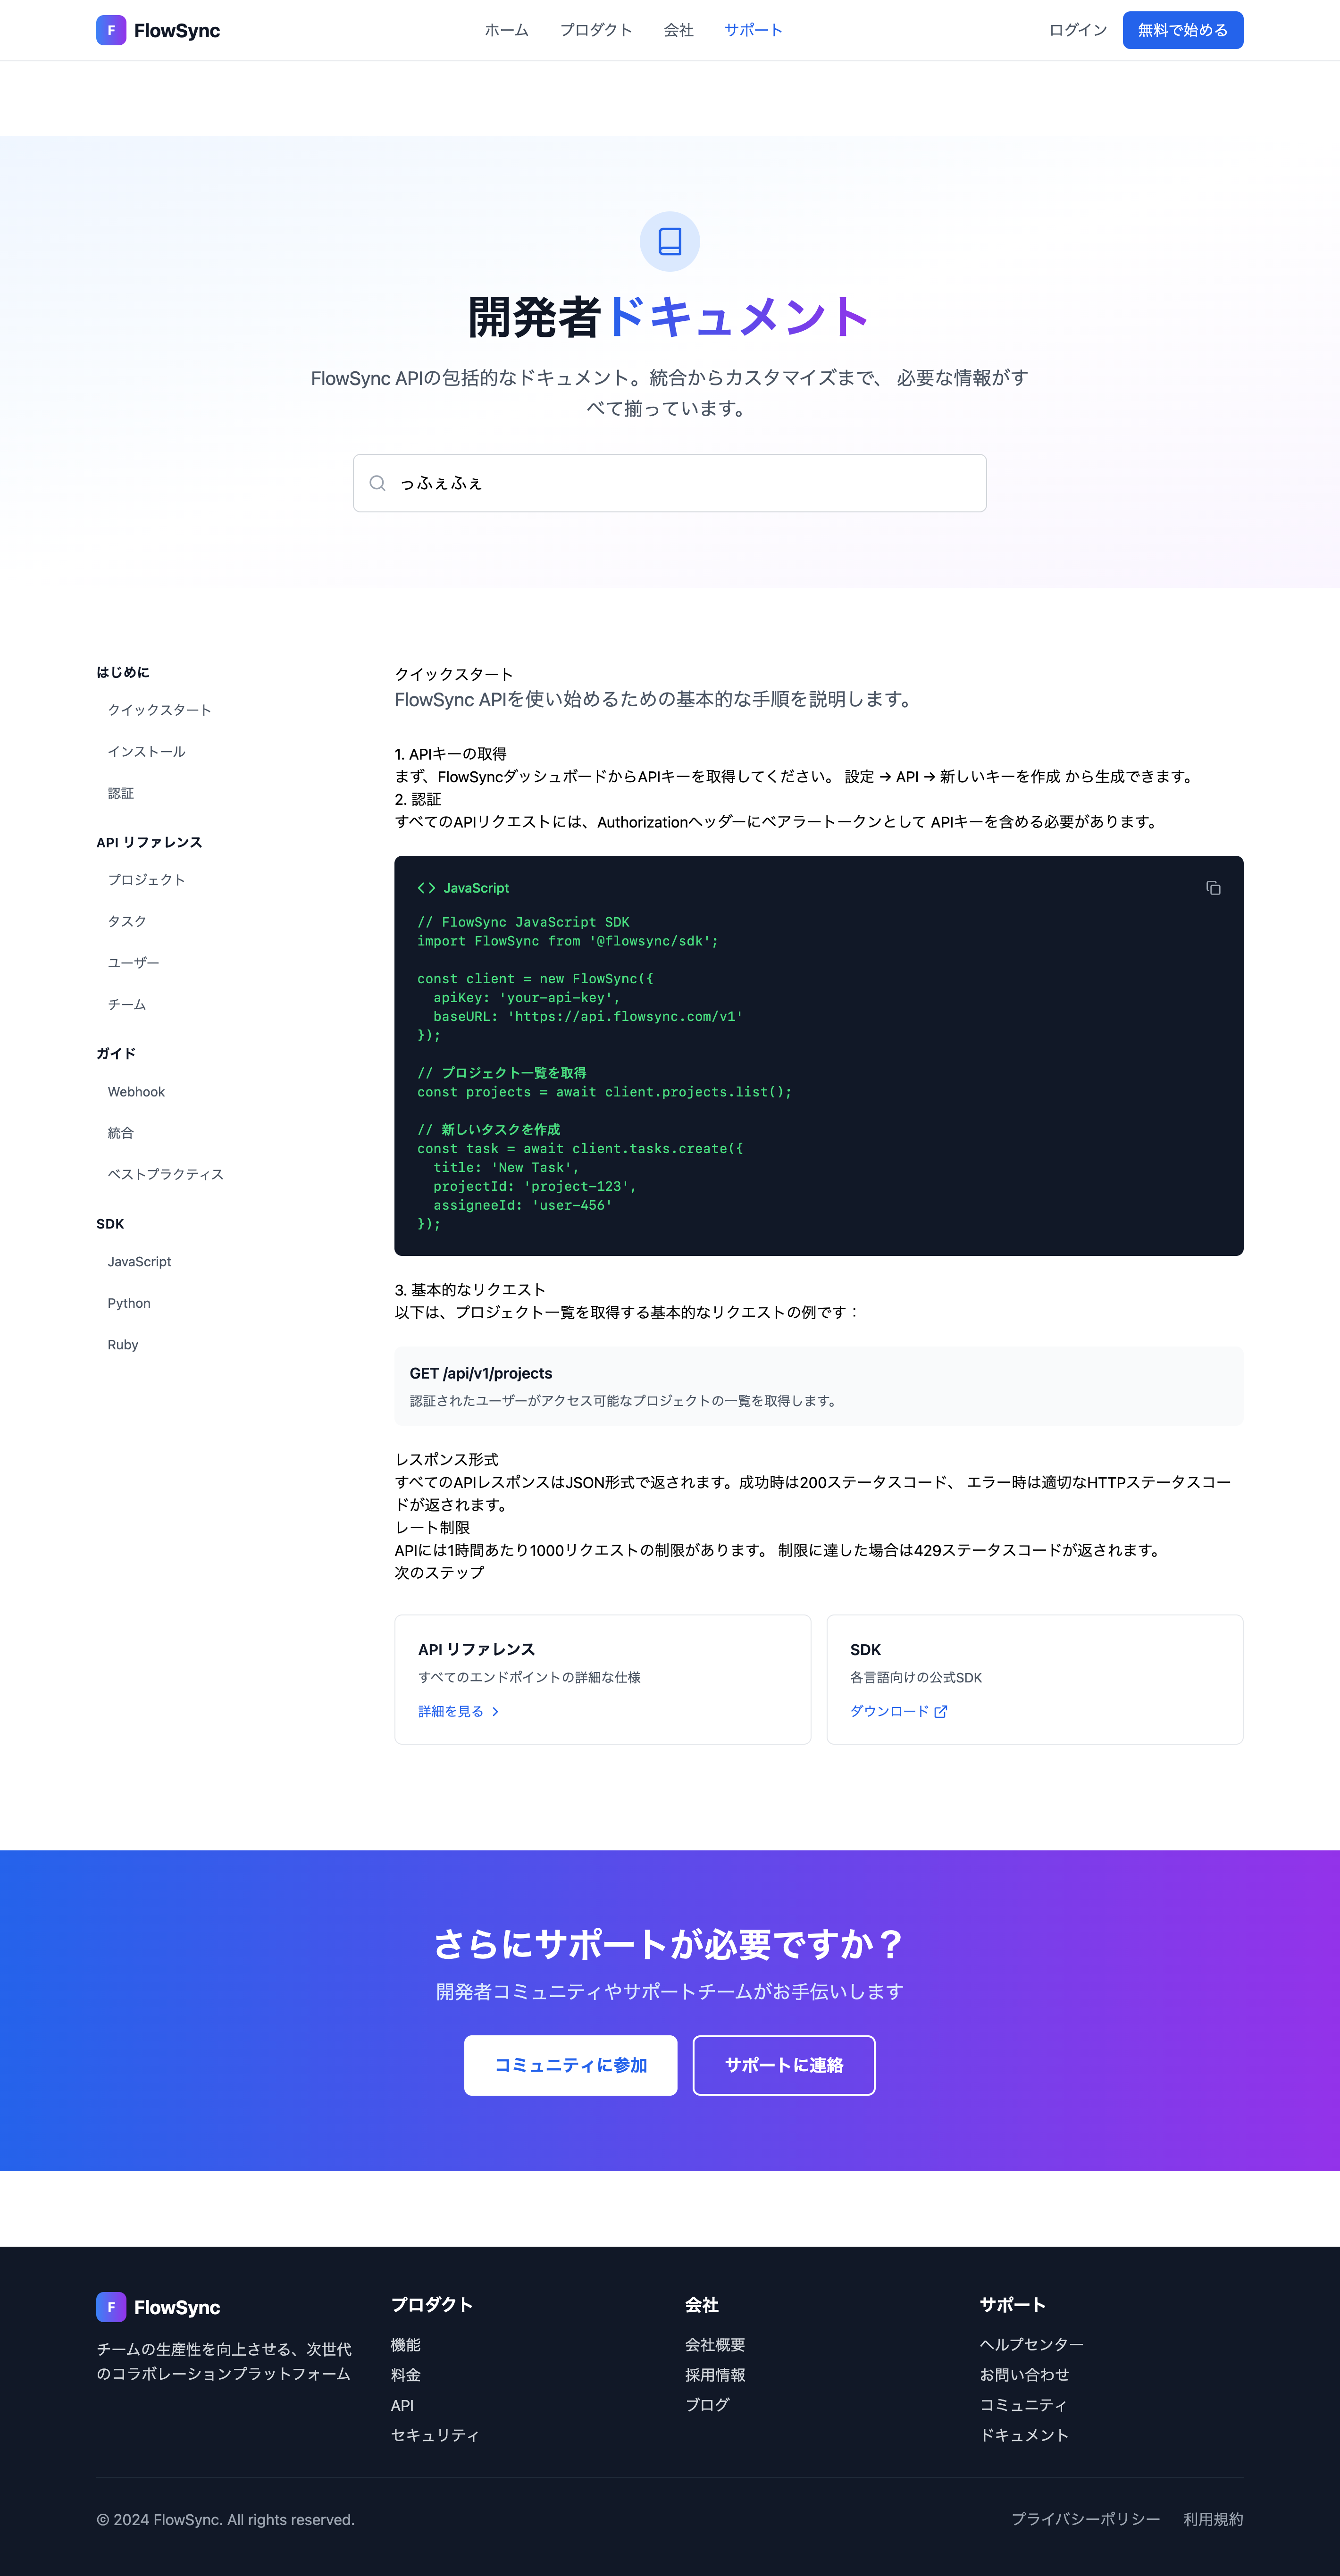 F FlowSync
ホーム プロダクト 会社 サポート
ログイン 無料で始める
開発者ドキュメント
FlowSync APIの包括的なドキュメント。統合からカスタマイズまで、 必要な情報がす
べて揃っています。
っふぇふぇ
はじめに
クイックスタート
インストール
認証
API リファレンス
プロジェクト
タスク
ユーザー
チーム
ガイド
Webhook
統合
ベストプラクティス
SDK
JavaScript
Python
Ruby
クイックスタート
FlowSync APIを使い始めるための基本的な手順を説明します。
1. APIキーの取得
まず、FlowSyncダッシュボードからAPIキーを取得してください。 設定 → API → 新しいキーを作成 から生成できます。
2. 認証
すべてのAPIリクエストには、Authorizationヘッダーにベアラートークンとして APIキーを含める必要があります。
JavaScript
// FlowSync JavaScript SDK
import FlowSync from '@flowsync/sdk';
const client = new FlowSync({
apiKey: 'your-api-key',
baseURL: 'https://api.flowsync.com/v1'
});
// プロジェクト一覧を取得
const projects = await client.projects.list();
// 新しいタスクを作成
const task = await client.tasks.create({
title: 'New Task',
projectId: 'project-123',
assigneeId: 'user-456'
});
3. 基本的なリクエスト
以下は、プロジェクト一覧を取得する基本的なリクエストの例です：
GET /api/v1/projects
認証されたユーザーがアクセス可能なプロジェクトの一覧を取得します。
レスポンス形式
すべてのAPIレスポンスはJSON形式で返されます。成功時は200ステータスコード、 エラー時は適切なHTTPステータスコー
ドが返されます。
レート制限
APIには1時間あたり1000リクエストの制限があります。 制限に達した場合は429ステータスコードが返されます。
次のステップ
API リファレンス
すべてのエンドポイントの詳細な仕様
詳細を見る
SDK
各言語向けの公式SDK
ダウンロード
さらにサポートが必要ですか？
開発者コミュニティやサポートチームがお手伝いします
コミュニティに参加 サポートに連絡
F FlowSync
チームの生産性を向上させる、次世代
のコラボレーションプラットフォーム
プロダクト
機能
料金
API
セキュリティ
会社
会社概要
採用情報
ブログ
サポート
ヘルプセンター
お問い合わせ
コミュニティ
ドキュメント
© 2024 FlowSync. All rights reserved.
プライバシーポリシー 利用規約